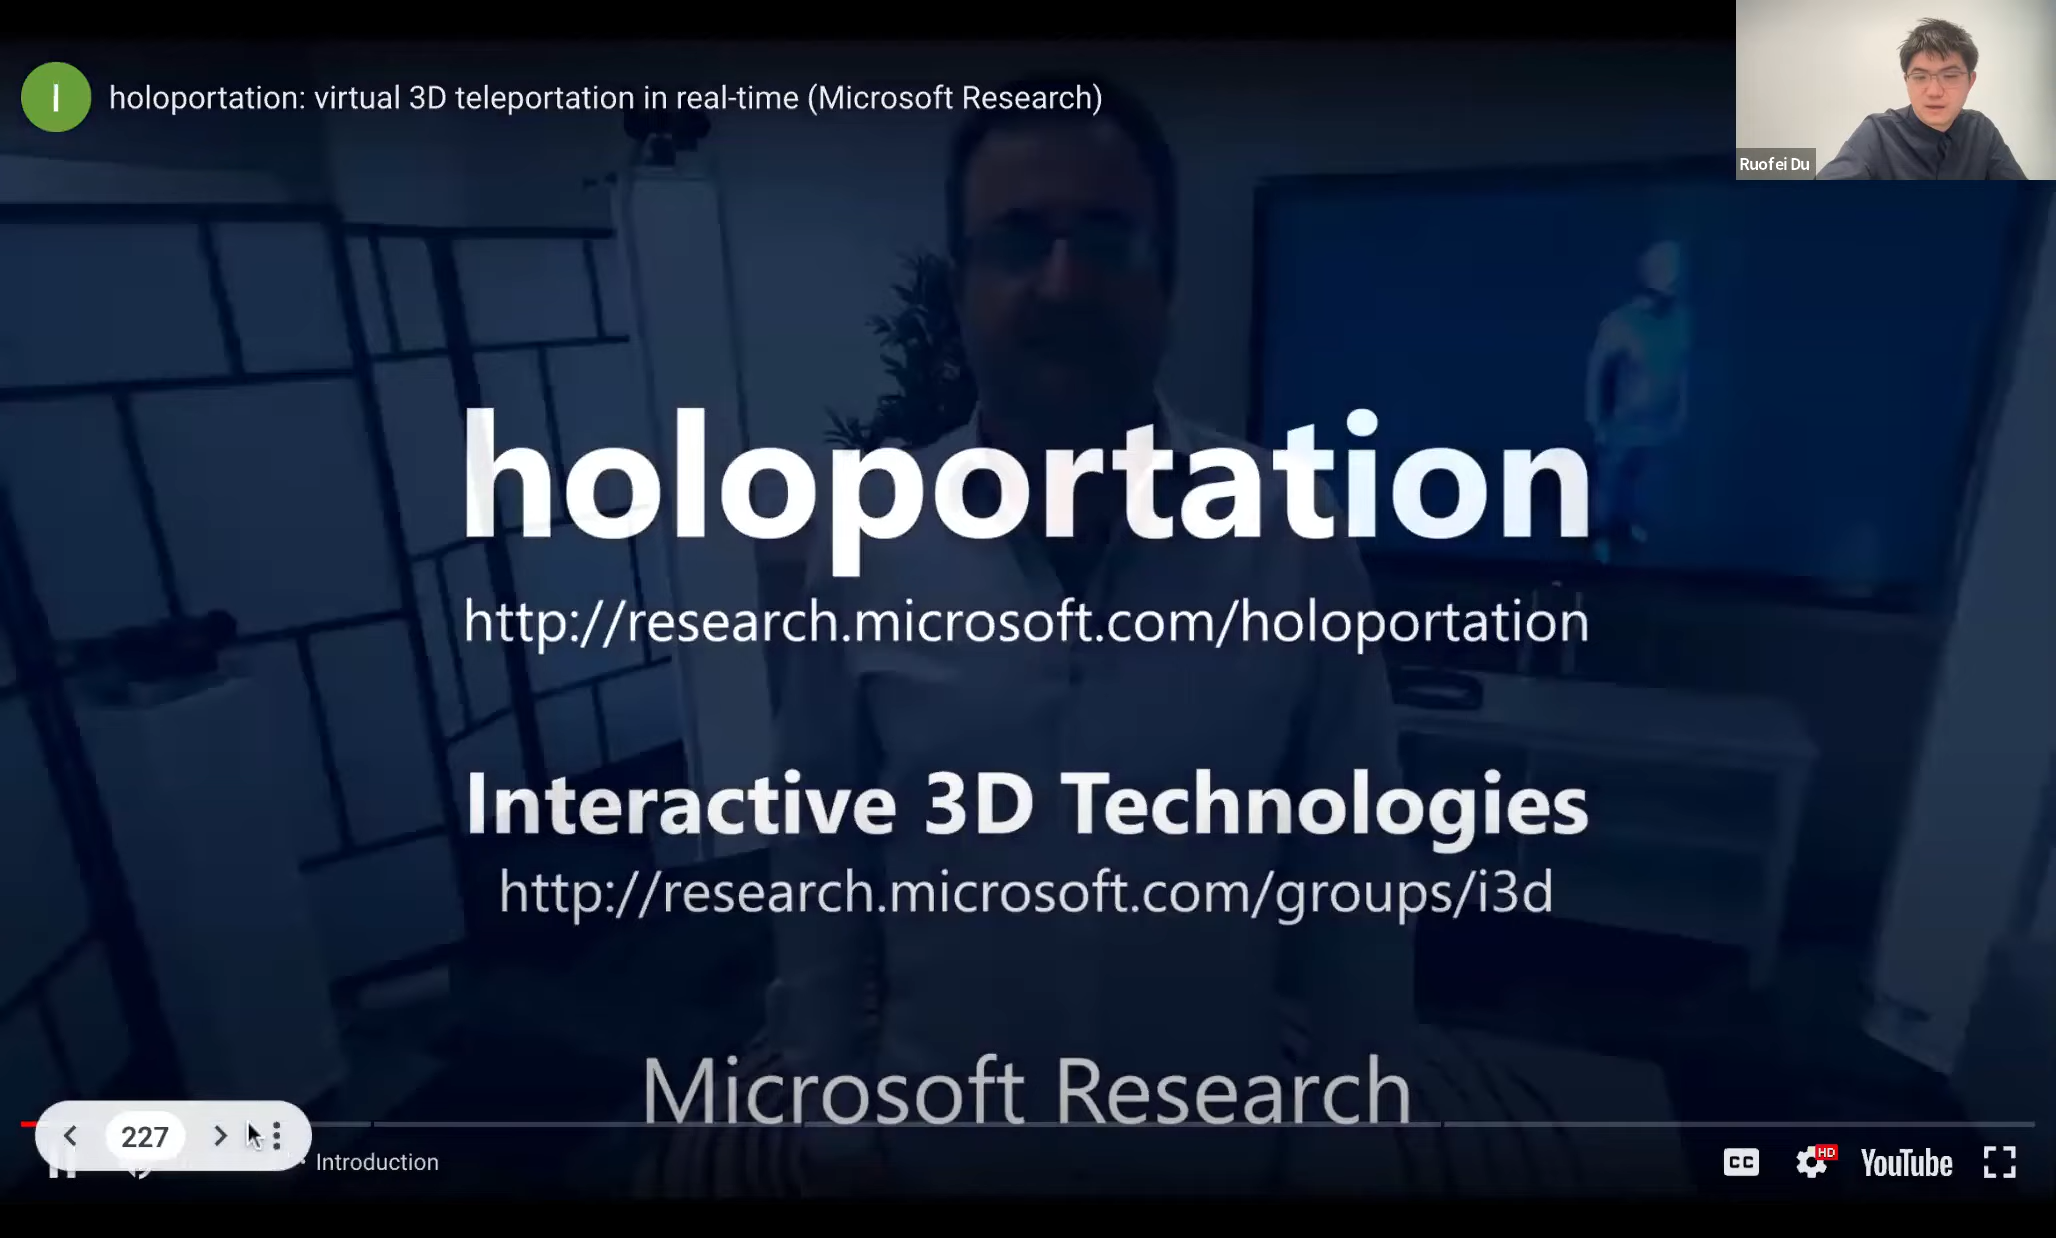 I
holoportation: virtual 3D teleportation in real-time (Microsoft Research)
Ruofei Du
holoportation
http://research.microsoft.com/holoportation
Interactive 3D Technologies
http://research.microsoft.com/groups/i3d
Microsoft Research
227
Introduction
CC
HD
YouTube